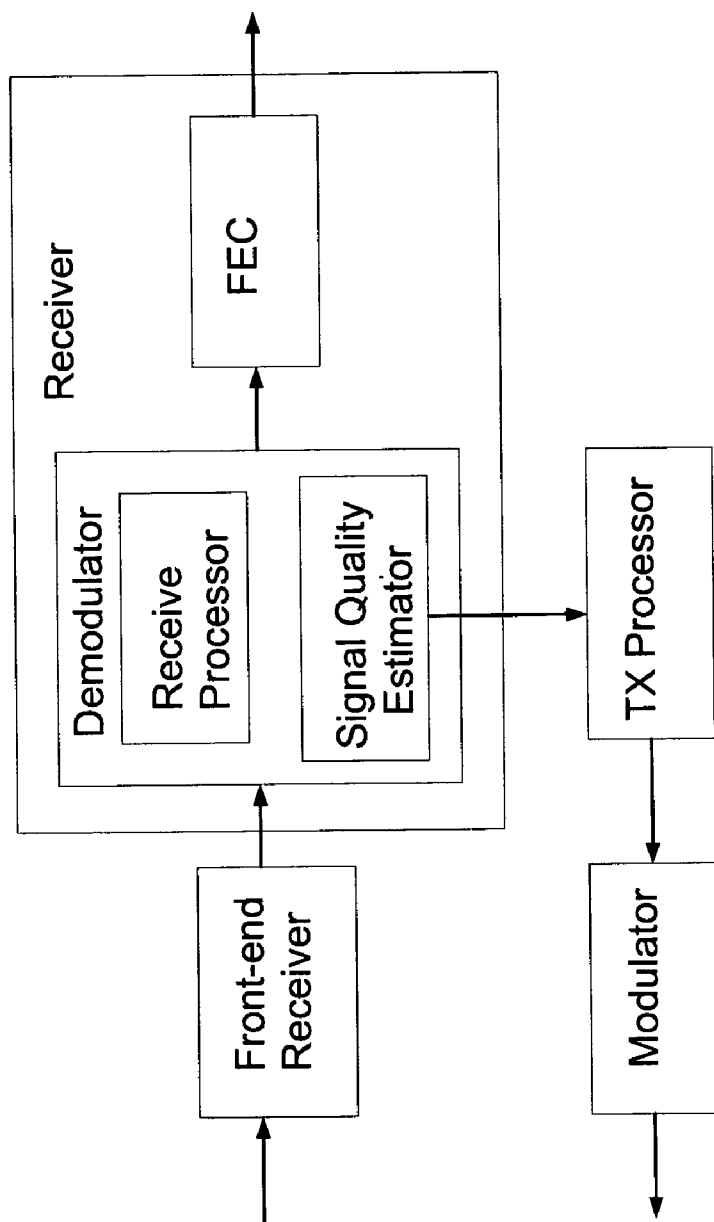 Receiver
Demodulator
Receive
Processor
Signal Quality
Estimator
FEC
Front-end
Receiver
TX Processor
Modulator